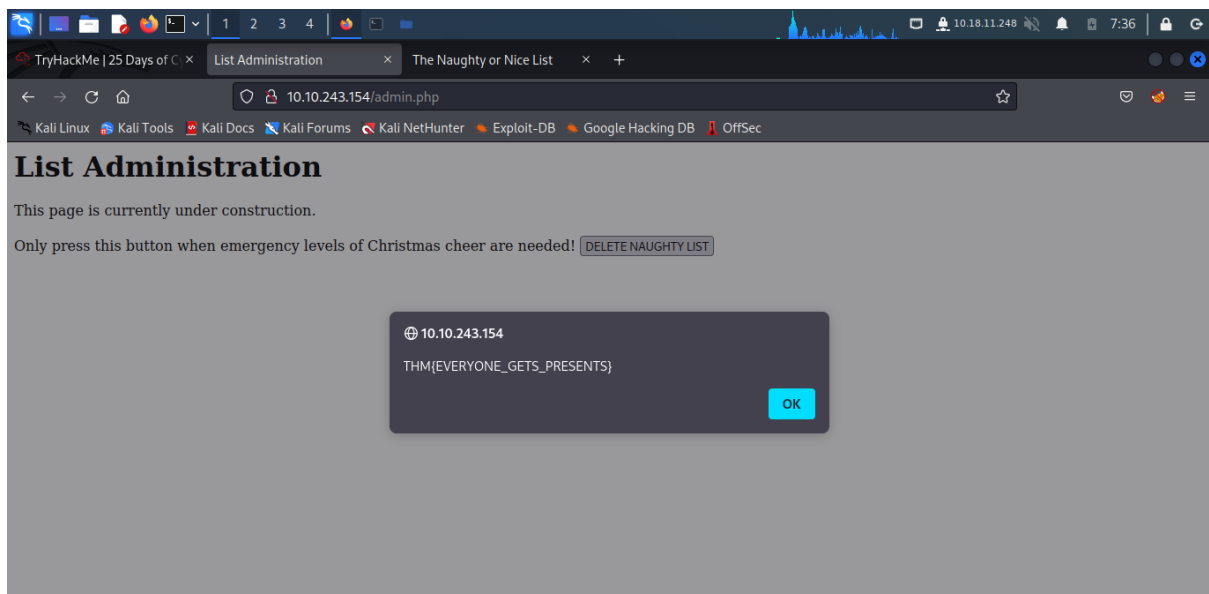 1 2 3 4 10.18.11.248 7:36
TryHackMe | 25 Days of Cy List Administration The Naughty or Nice List
10.10.243.154/admin.php
Kali Linux Kali Tools Kali Docs Kali Forums Kali NetHunter Exploit-DB Google Hacking DB OffSec
List Administration
This page is currently under construction.
Only press this button when emergency levels of Christmas cheer are needed! DELETE NAUGHTY LIST
10.10.243.154
THM{EVERYONE_GETS_PRESENTS}
OK